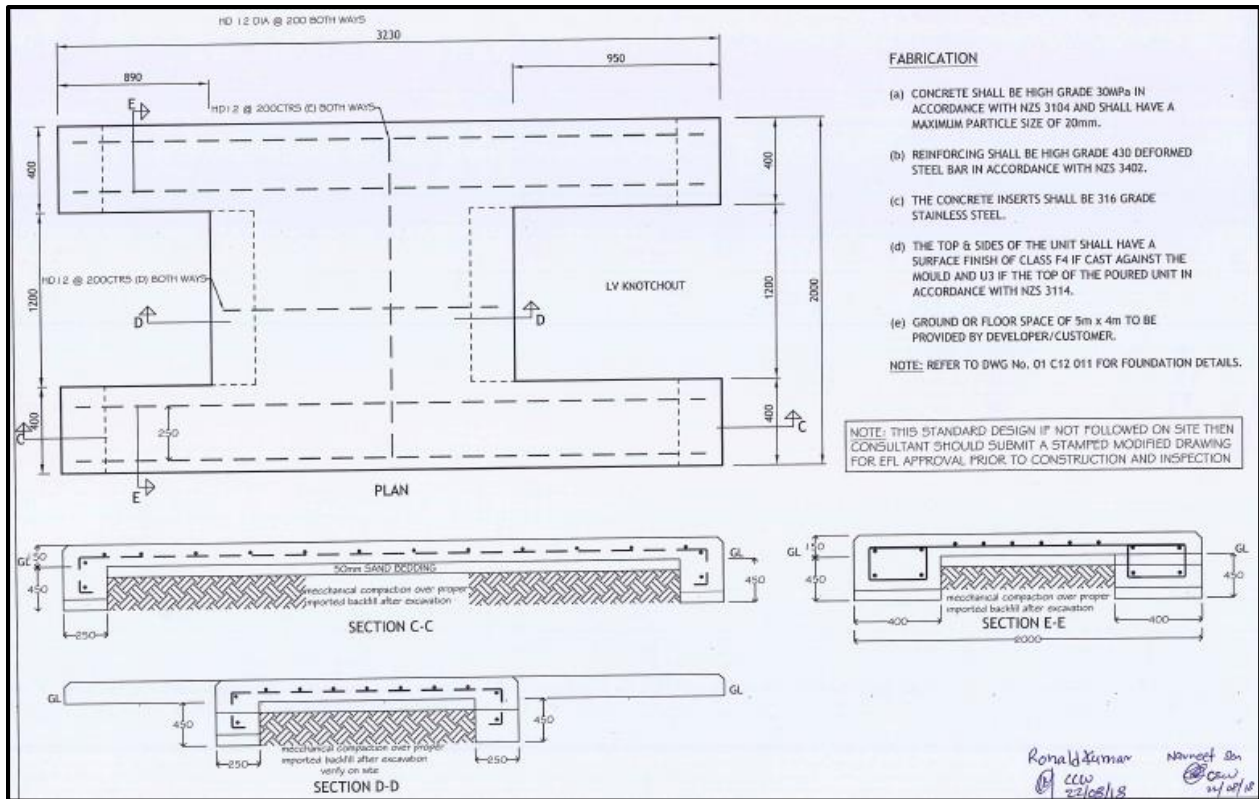 HD 12 DIA @ 200 BOTH WAYS
3230
890
950
E
HD12 @ 200CTRS (E) BOTH WAYS
400
400
HD12 @ 200CTRS (D) BOTH WAYS
1200
D
D
LV KNOTCHOUT
1200
2000
400
250
400
C
C
E
PLAN
FABRICATION
(a) CONCRETE SHALL BE HIGH GRADE 30MPa IN
ACCORDANCE WITH NZS 3104 AND SHALL HAVE A
MAXIMUM PARTICLE SIZE OF 20mm.
(b) REINFORCING SHALL BE HIGH GRADE 430 DEFORMED
STEEL BAR IN ACCORDANCE WITH NZS 3402.
(c) THE CONCRETE INSERTS SHALL BE 316 GRADE
STAINLESS STEEL.
(d) THE TOP & SIDES OF THE UNIT SHALL HAVE A
SURFACE FINISH OF CLASS F4 IF CAST AGAINST THE
MOULD AND U3 IF THE TOP OF THE POURED UNIT IN
ACCORDANCE WITH NZS 3114.
(e) GROUND OR FLOOR SPACE OF 5m x 4m TO BE
PROVIDED BY DEVELOPER/CUSTOMER.
NOTE: REFER TO DWG No. 01 C12 011 FOR FOUNDATION DETAILS.
NOTE: THIS STANDARD DESIGN IF NOT FOLLOWED ON SITE THEN
CONSULTANT SHOULD SUBMIT A STAMPED MODIFIED DRAWING
FOR EFL APPROVAL PRIOR TO CONSTRUCTION AND INSPECTION
GL
150
450
50mm SAND BEDDING
mecchanical compaction over proper
imported backfill after excavation
GL
450
250
SECTION C-C
GL
150
450
mecchanical compaction over proper
imported backfill after excavation
GL
450
400
400
SECTION E-E
2000
GL
450
mecchanical compaction over proper
imported backfill after excavation
verify on site
GL
450
250
250
SECTION D-D
Ronald Kumar
22/08/18
Navneet
22/08/18